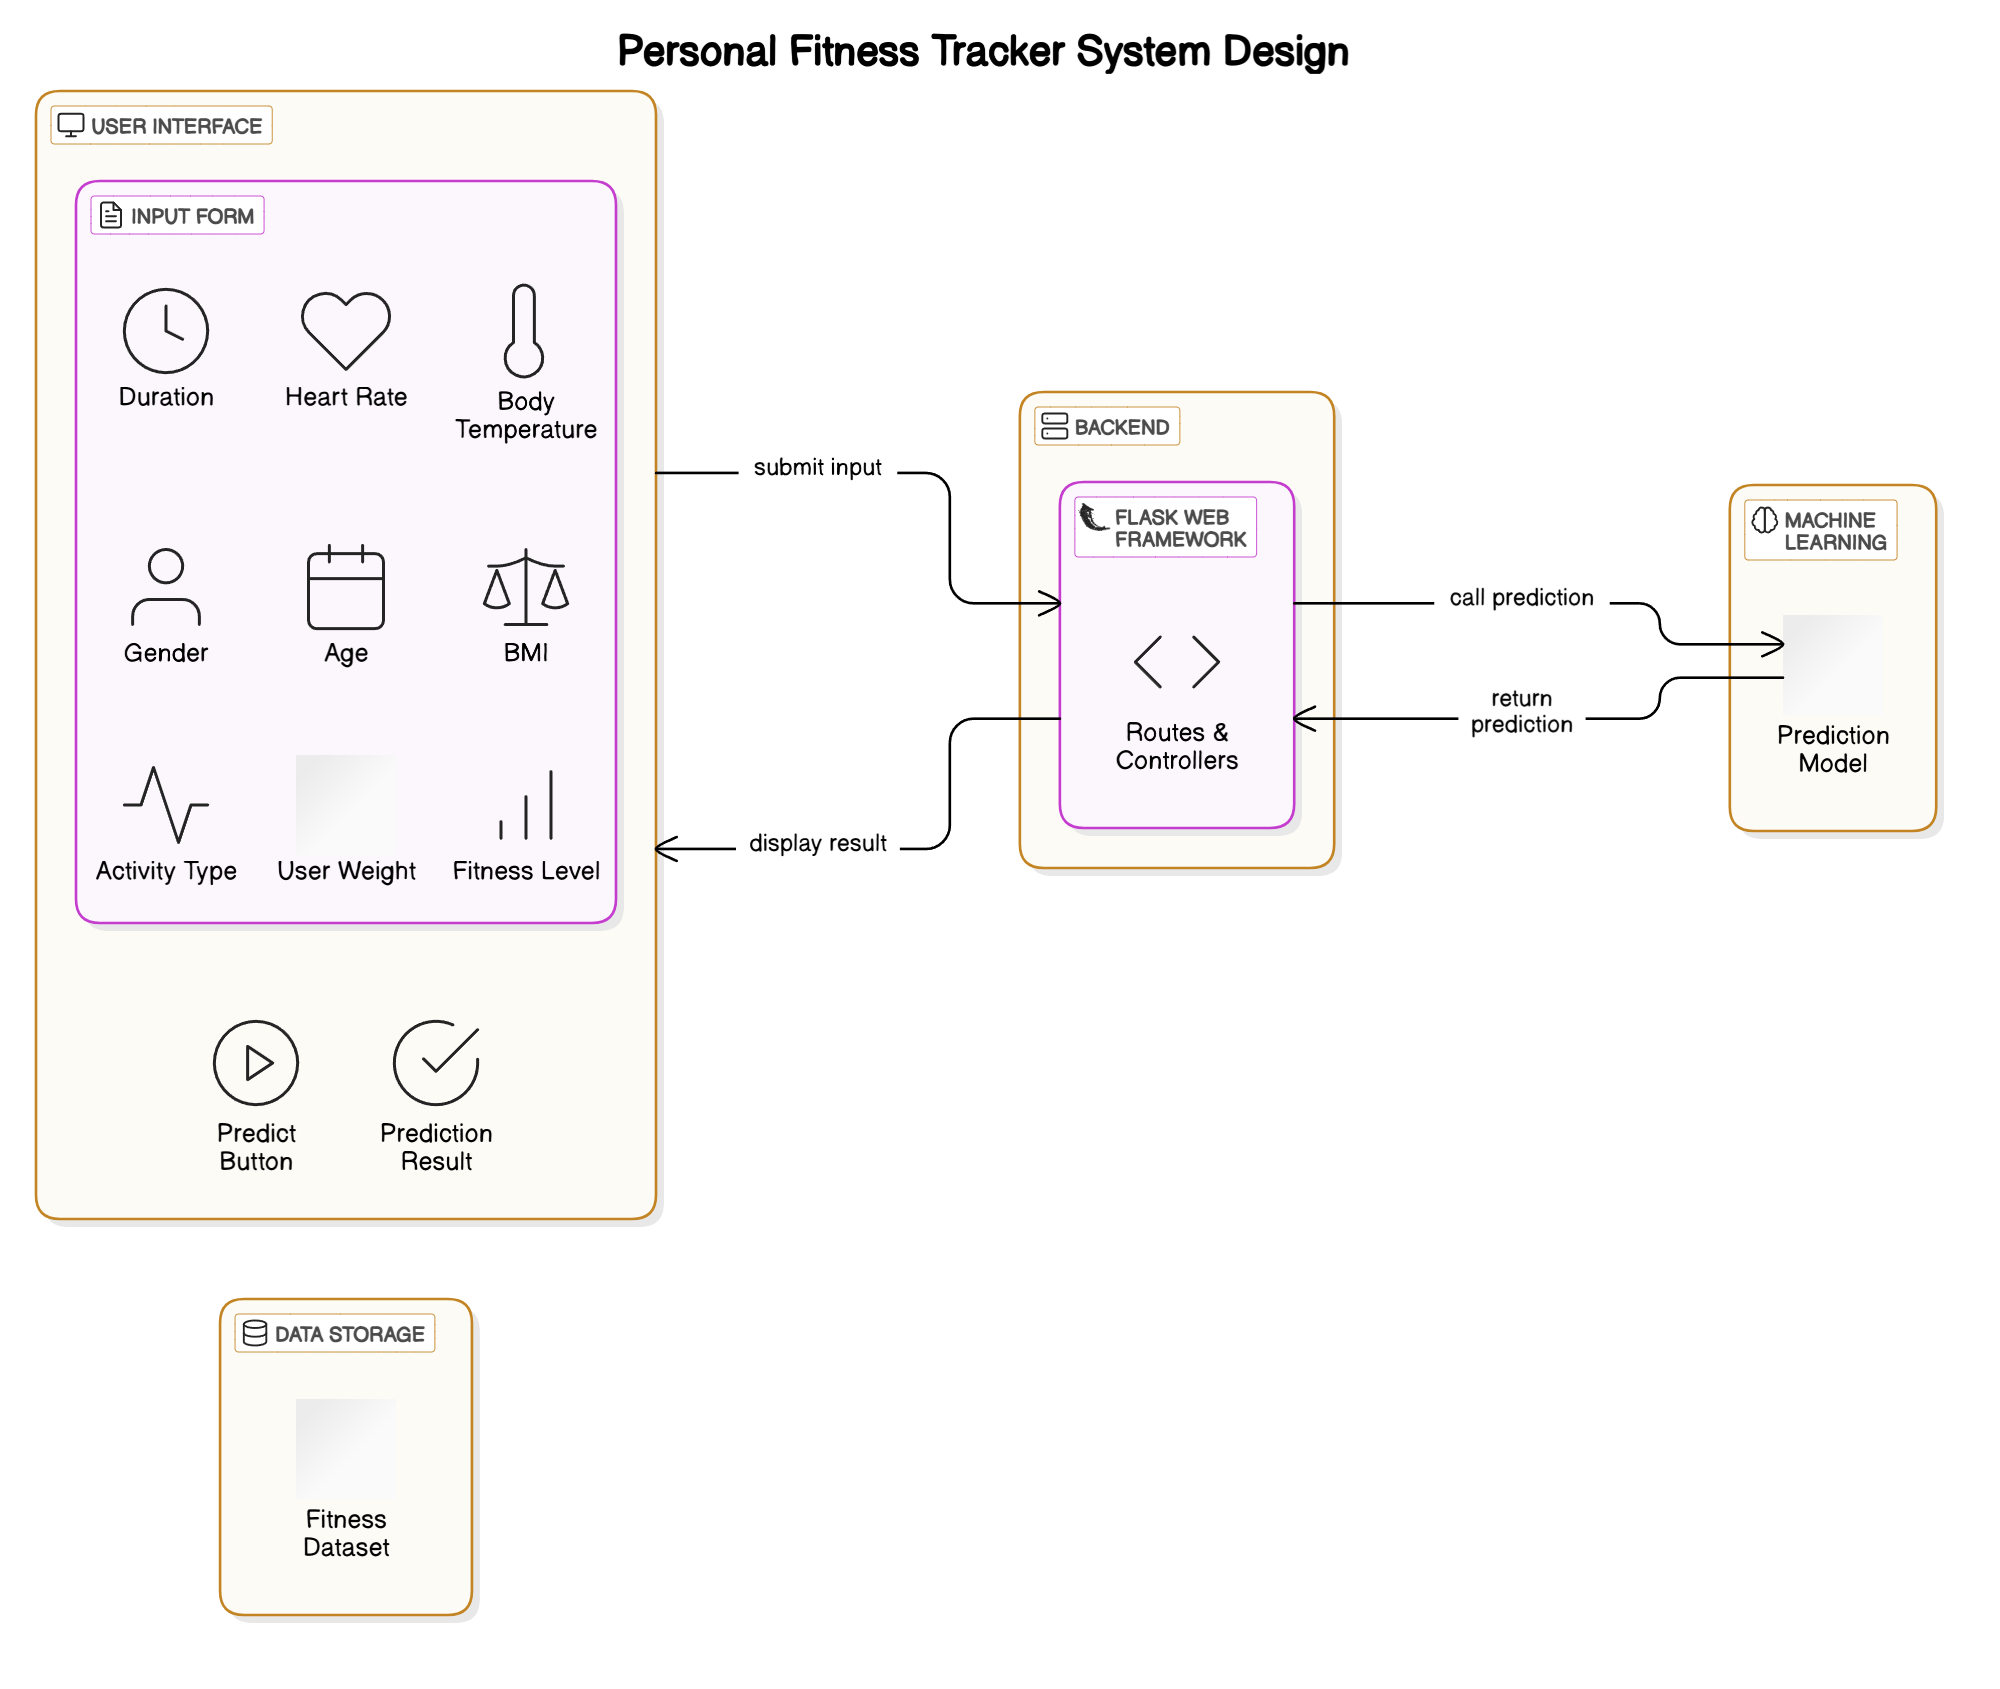 Personal Fitness Tracker System Design
USER INTERFACE
INPUT FORM
Duration
Heart Rate
Body
Temperature
Gender
Age
BMI
Activity Type
User Weight
Fitness Level
Predict
Button
Prediction
Result
submit input
display result
BACKEND
FLASK WEB
FRAMEWORK
Routes &
Controllers
call prediction
return
prediction
MACHINE
LEARNING
Prediction
Model
DATA STORAGE
Fitness
Dataset